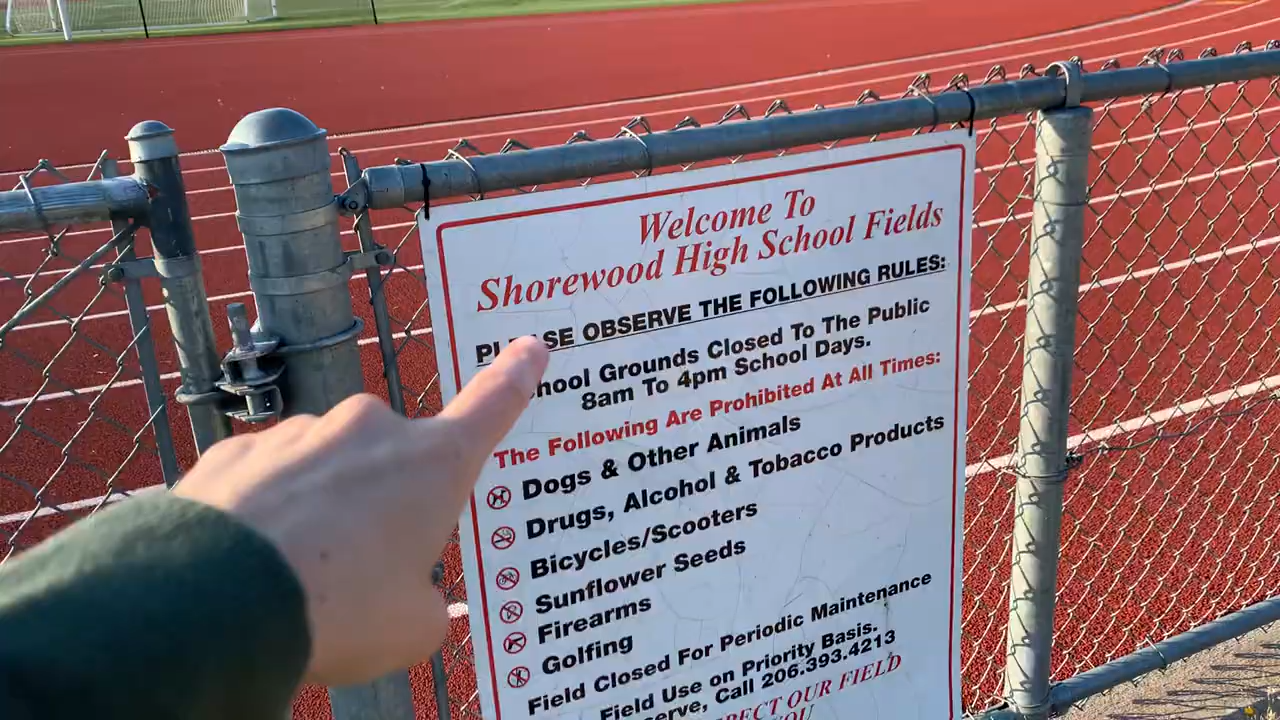 Welcome To
Shorewood High School Fields
PLEASE OBSERVE THE FOLLOWING RULES:
School Grounds Closed To The Public
8am To 4pm School Days.
The Following Are Prohibited At All Times:
Dogs & Other Animals
Drugs, Alcohol & Tobacco Products
Bicycles/Scooters
Sunflower Seeds
Firearms
Golfing
Field Closed For Periodic Maintenance
Field Use on Priority Basis.
Call 206.393.4213
OUR FIELD